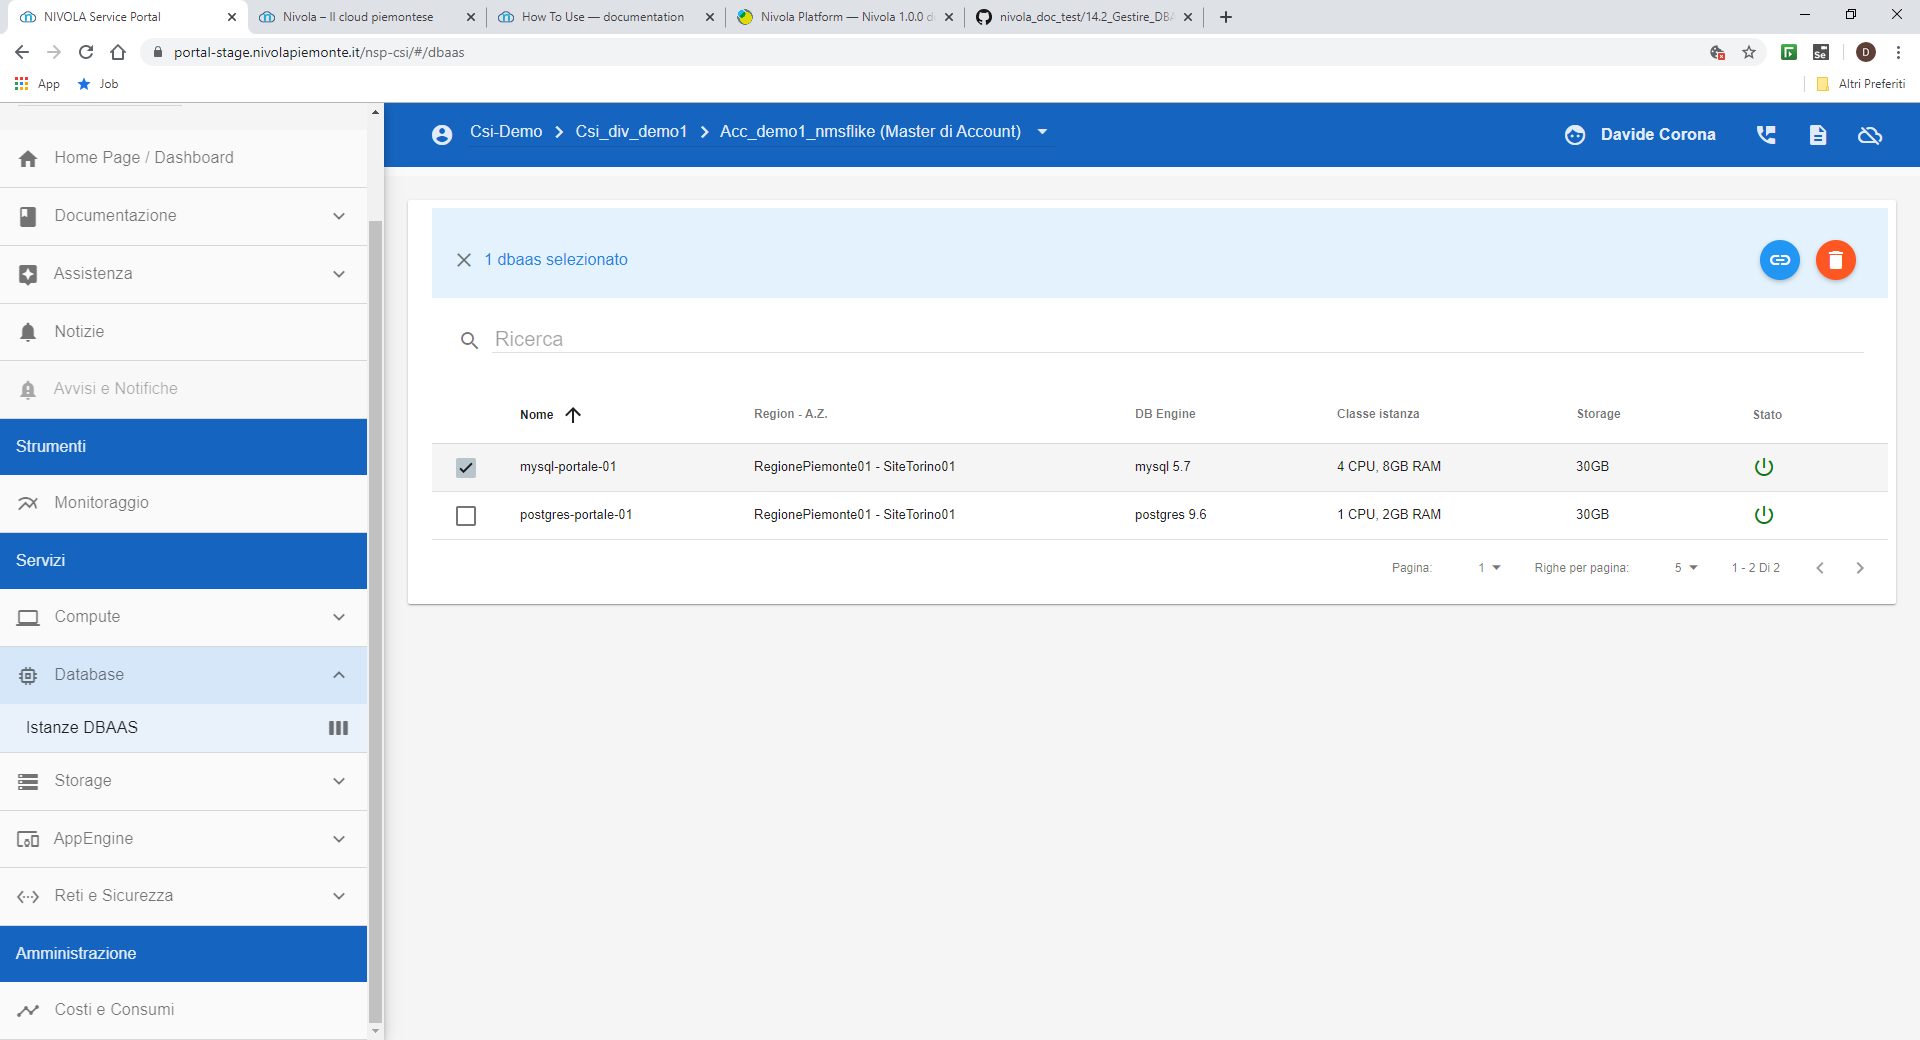 NIVOLA Service Portal
Nivola – Il cloud piemontese
How To Use — documentation
Nivola Platform — Nivola 1.0.0 d
nivola_doc_test/14.2_Gestire_DBA
portal-stage.nivolapiemonte.it/nsp-csi/#/dbaas
Se
D
App
Job
Altri Preferiti
Home Page / Dashboard
Documentazione
Assistenza
Notizie
Avvisi e Notifiche
Strumenti
Monitoraggio
Servizi
Compute
Database
Istanze DBAAS
Storage
AppEngine
Reti e Sicurezza
Amministrazione
Costi e Consumi
Csi-Demo > Csi_div_demo1 > Acc_demo1_nmsflike (Master di Account)
Davide Corona
1 dbaas selezionato
Ricerca
Nome Region - A.Z. DB Engine Classe istanza Storage Stato
mysql-portale-01 RegionePiemonte01 - SiteTorino01 mysql 5.7 4 CPU, 8GB RAM 30GB
postgres-portale-01 RegionePiemonte01 - SiteTorino01 postgres 9.6 1 CPU, 2GB RAM 30GB
Pagina: 1 Righe per pagina: 5 1 - 2 Di 2